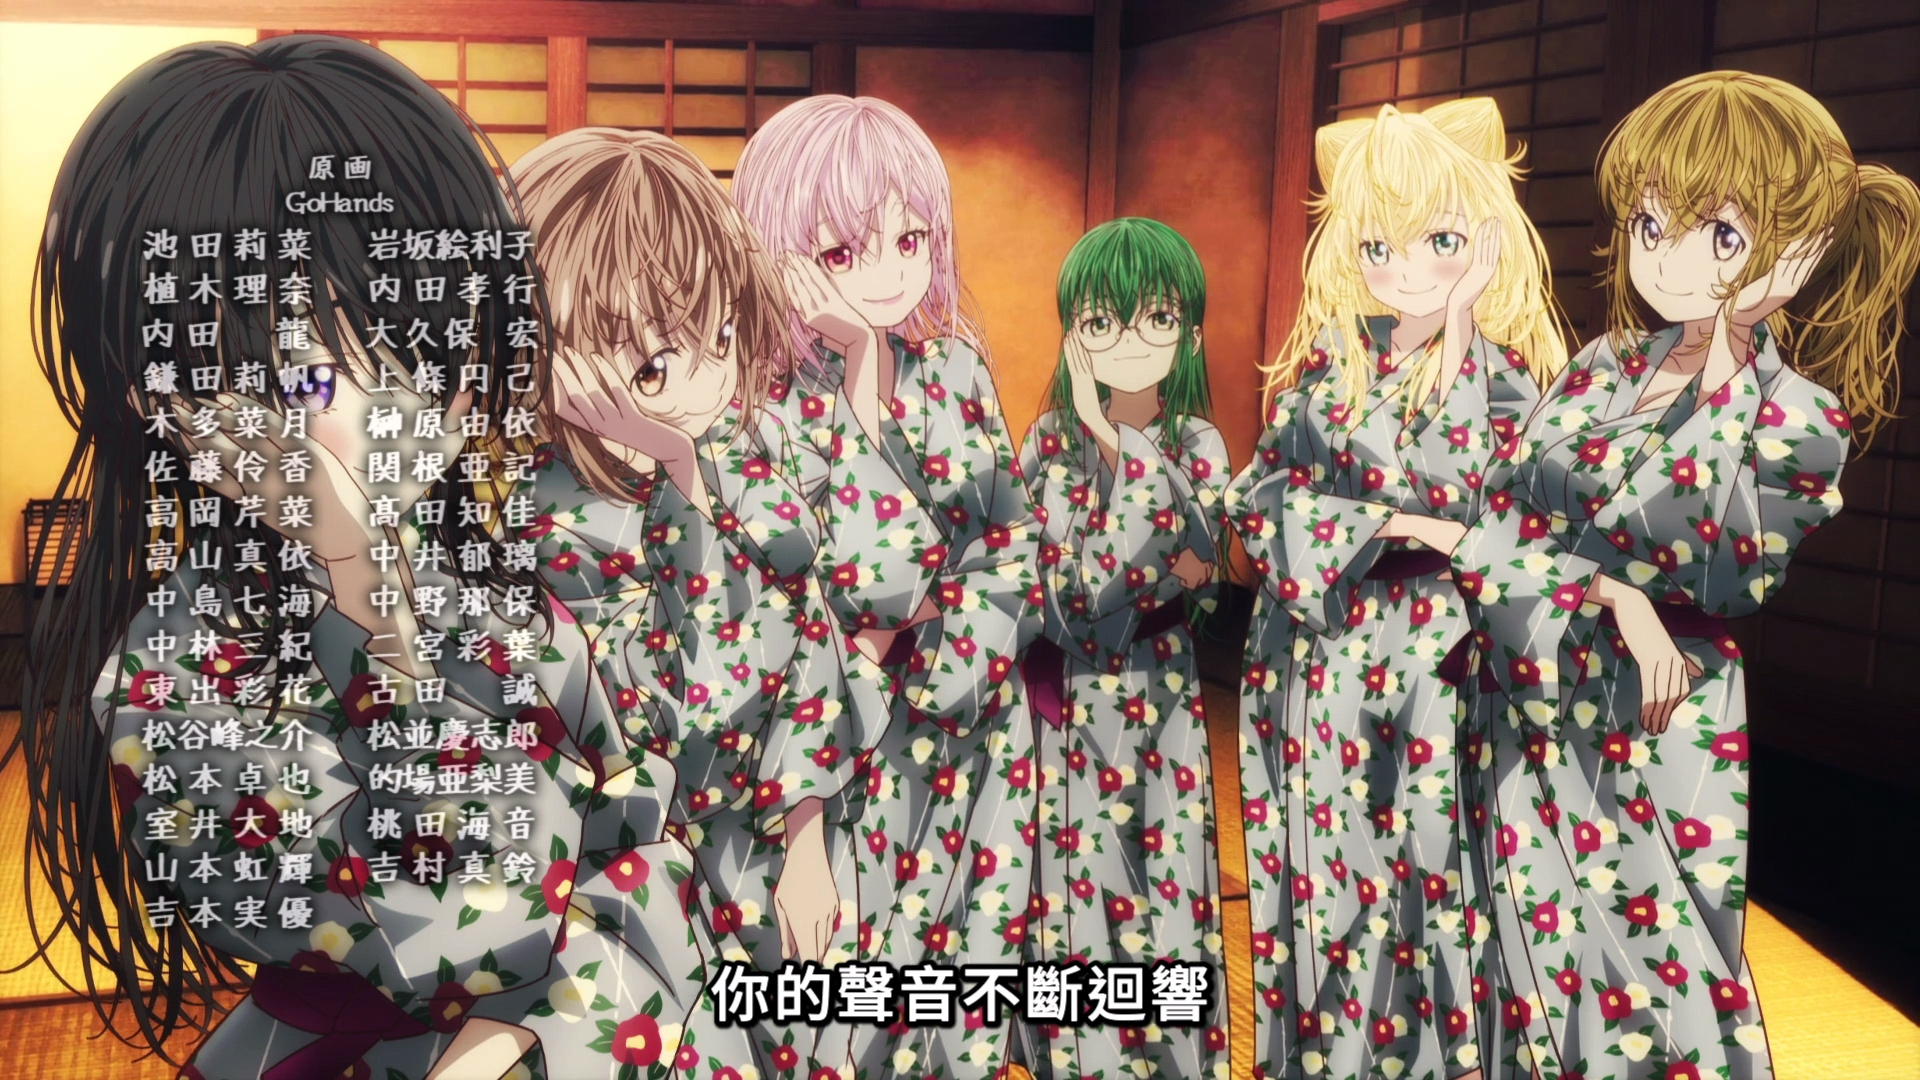 原画
GoHands
池田莉菜 岩坂絵利子
植木理奈 内田孝行
内田 龍 大久保 宏
鎌田莉帆 上條円己
木多菜月 榊原由依
佐藤伶香 関根亜記
高岡芹菜 髙田知佳
高山真依 中井郁璃
中島七海 中野那保
中林三紀 二宮彩葉
東出彩花 古田 誠
松谷峰之介 松並慶志郎
松本卓也 的場亜梨美
室井大地 桃田海音
山本虹輝 吉村真鈴
吉本実優
你的聲音不斷迴響